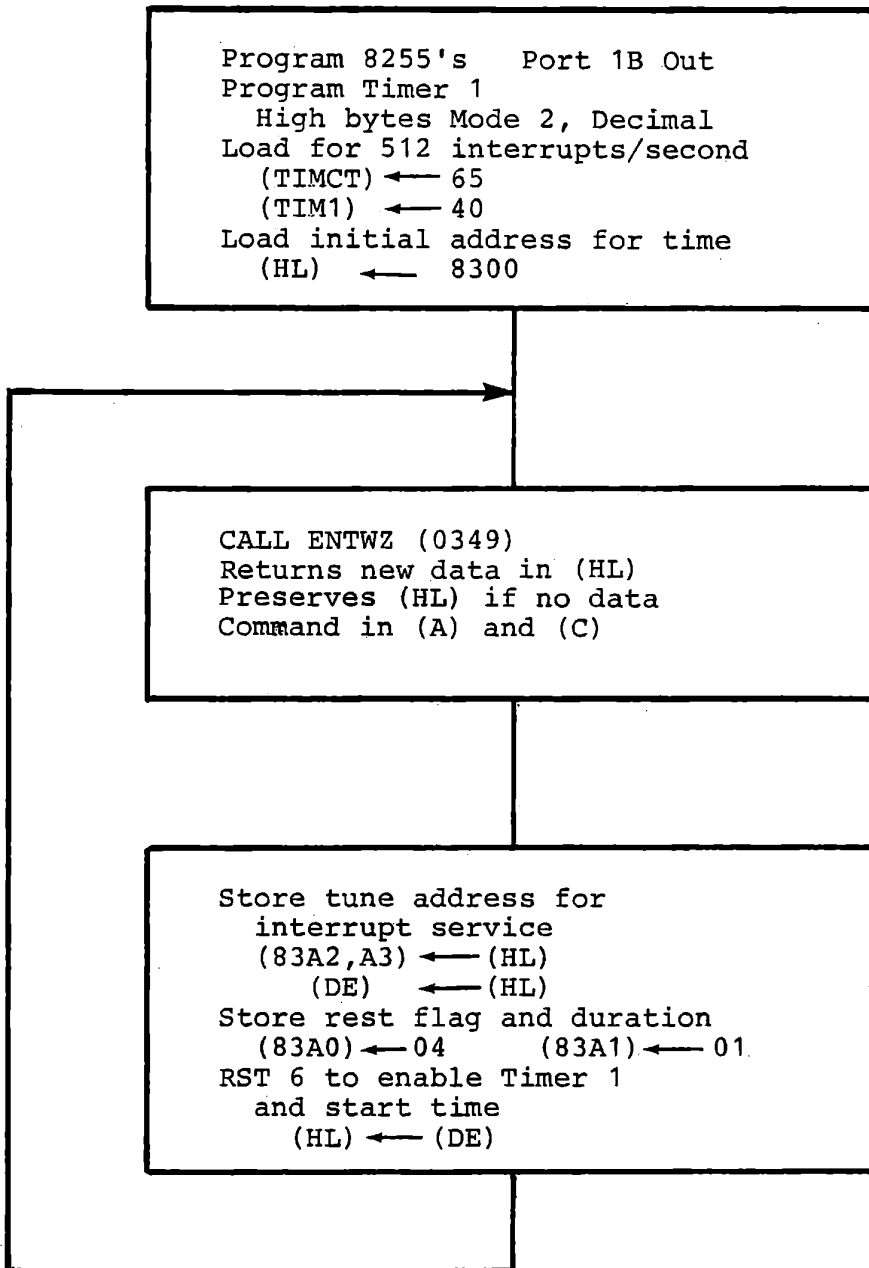 Program 8255's Port 1B Out
Program Timer 1
High bytes Mode 2, Decimal
Load for 512 interrupts/second
(TIMCT) ← 65
(TIM1) ← 40
Load initial address for time
(HL) ← 8300
CALL ENTWZ (0349)
Returns new data in (HL)
Preserves (HL) if no data
Command in (A) and (C)
Store tune address for
interrupt service
(83A2,A3) ← (HL)
(DE) ← (HL)
Store rest flag and duration
(83A0) ← 04 (83A1) ← 01
RST 6 to enable Timer 1
and start time
(HL) ← (DE)